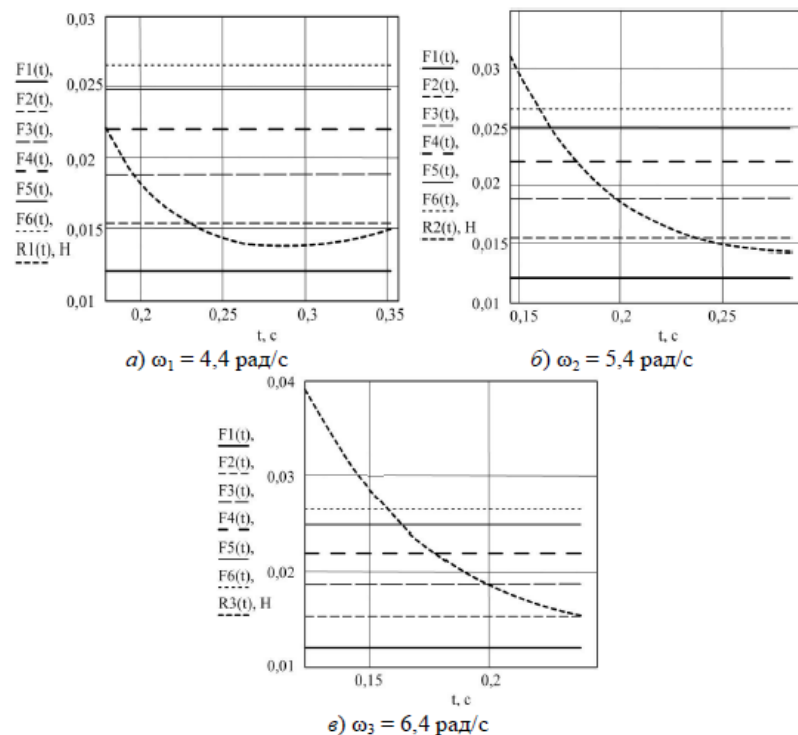 0,03
F1(t),
0,025
F2(t),
F3(t),
0,02
F4(t),
F5(t),
0,015
F6(t),
R1(t), H
0,01
0,2 0,25 0,3 0,35
t, c
а) ω₁ = 4,4 рад/с
F1(t),
0,03
F2(t),
F3(t),
0,025
F4(t),
0,02
F5(t),
F6(t),
0,015
R2(t), H
0,01
0,15 0,2 0,25
t, c
б) ω₂ = 5,4 рад/с
0,04
F1(t),
F2(t),
0,03
F3(t),
F4(t),
F5(t),
0,02
F6(t),
R3(t), H
0,01
0,15 0,2
t, c
в) ω₃ = 6,4 рад/с